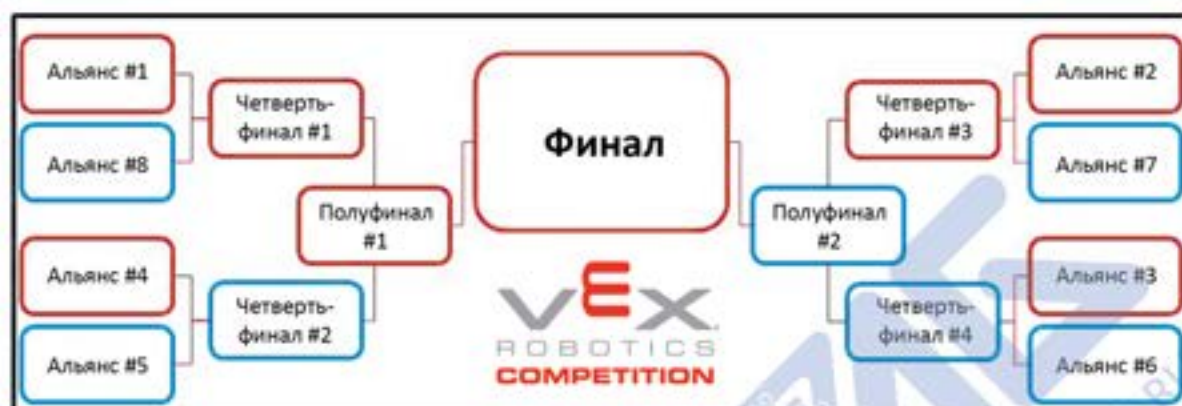 Альянс #1
Альянс #8
Альянс #4
Альянс #5
Четверть-
финал #1
Четверть-
финал #2
Полуфинал
#1
Финал
VEX
ROBOTICS
COMPETITION
Полуфинал
#2
Четверть-
финал #3
Четверть-
финал #4
Альянс #2
Альянс #7
Альянс #3
Альянс #6